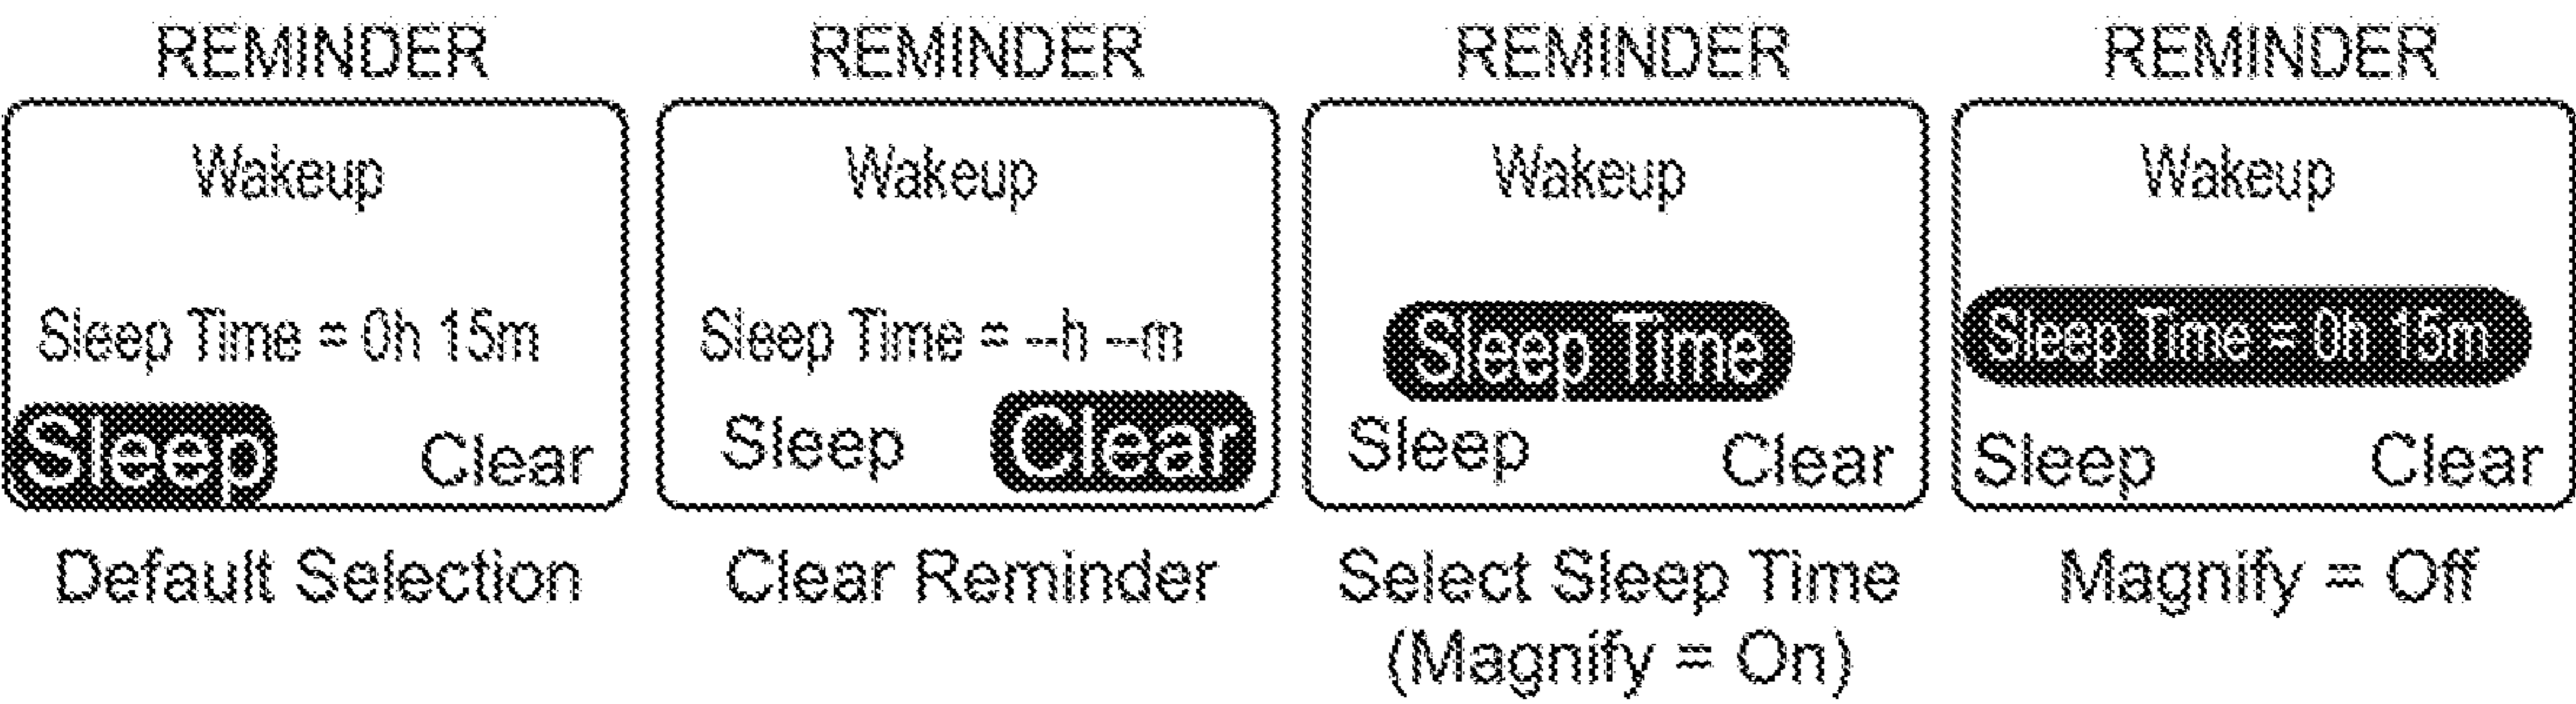 REMINDER
Wakeup
Sleep Time = 0h 15m
Sleep Clear
Default Selection
REMINDER
Wakeup
Sleep Time = --h --m
Sleep Clear
Clear Reminder
REMINDER
Wakeup
Sleep Time
Sleep Clear
Select Sleep Time
(Magnify = On)
REMINDER
Wakeup
Sleep Time = 0h 15m
Sleep Clear
Magnify = Off